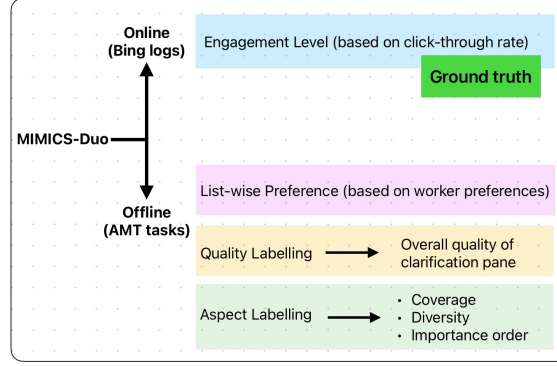 Online
(Bing logs)
Engagement Level (based on click-through rate)
Ground truth
MIMICS-Duo
List-wise Preference (based on worker preferences)
Offline
(AMT tasks)
Quality Labelling
Overall quality of
clarification pane
Aspect Labelling
• Coverage
• Diversity
• Importance order